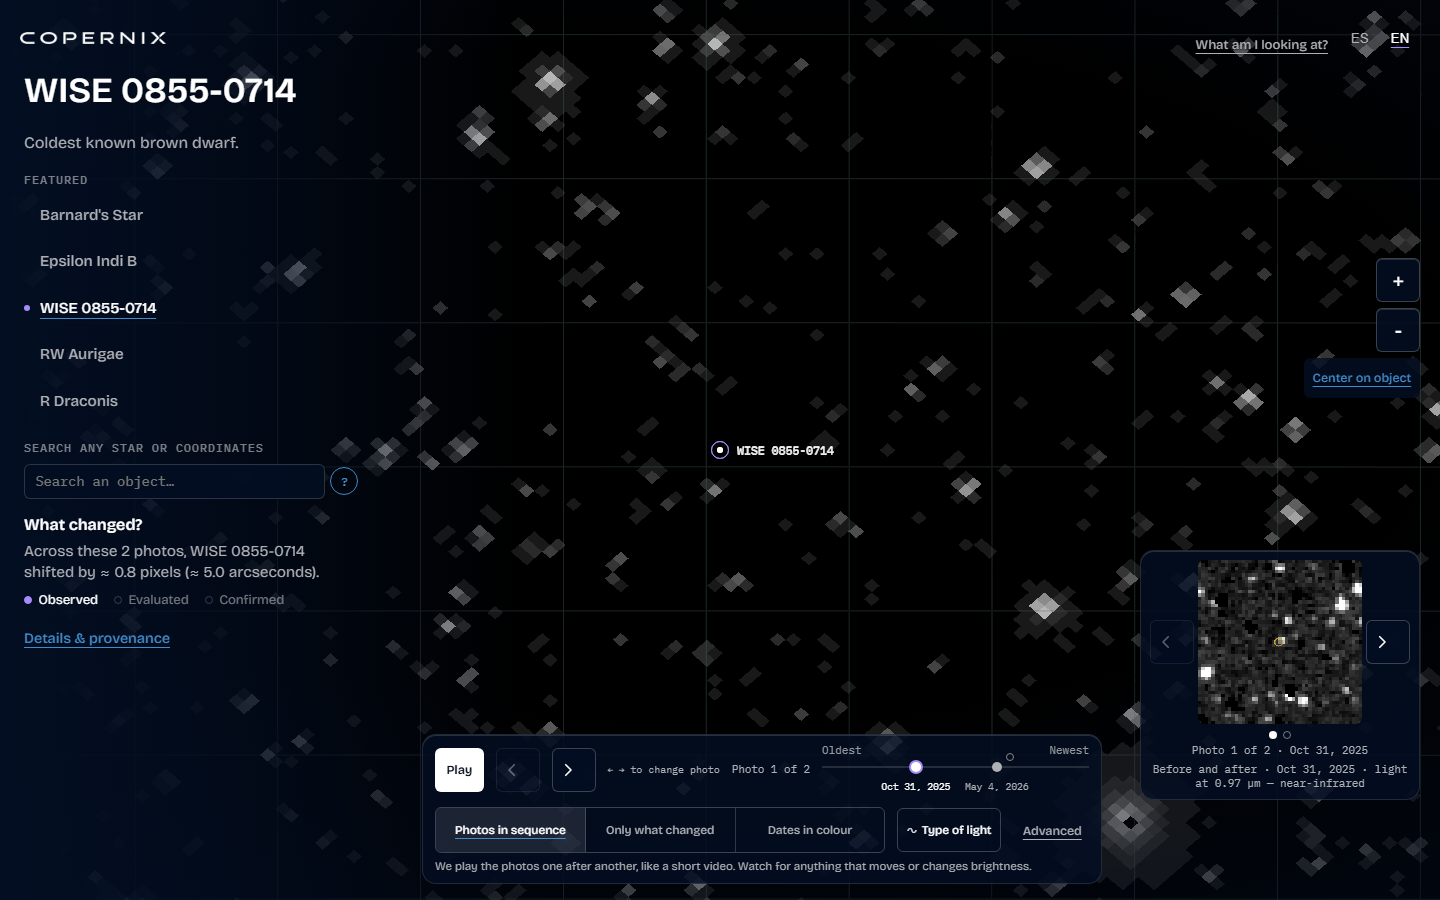 COPERNIX
WISE 0855-0714
Coldest known brown dwarf.
FEATURED
Barnard's Star
Epsilon Indi B
WISE 0855-0714
RW Aurigae
R Draconis
SEARCH ANY STAR OR COORDINATES
Search an object…
?
What changed?
Across these 2 photos, WISE 0855-0714
shifted by ≈ 0.8 pixels (≈ 5.0 arcseconds).
Observed Evaluated Confirmed
Details & provenance
What am I looking at?
ES EN
+
-
Center on object
WISE 0855-0714
Photo 1 of 2 · Oct 31, 2025
Before and after · Oct 31, 2025 · light
at 0.97 µm — near-infrared
Play
← → to change photo
Photo 1 of 2
Oldest Newest
Oct 31, 2025 May 4, 2026
Photos in sequence
Only what changed
Dates in colour
Type of light
Advanced
We play the photos one after another, like a short video. Watch for anything that moves or changes brightness.